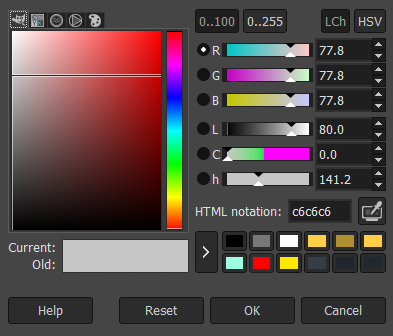 0..100 0..255 LCh HSV
R 77.8
G 77.8
B 77.8
L 80.0
C 0.0
h 141.2
HTML notation: c6c6c6
Current:
Old:
Help Reset OK Cancel